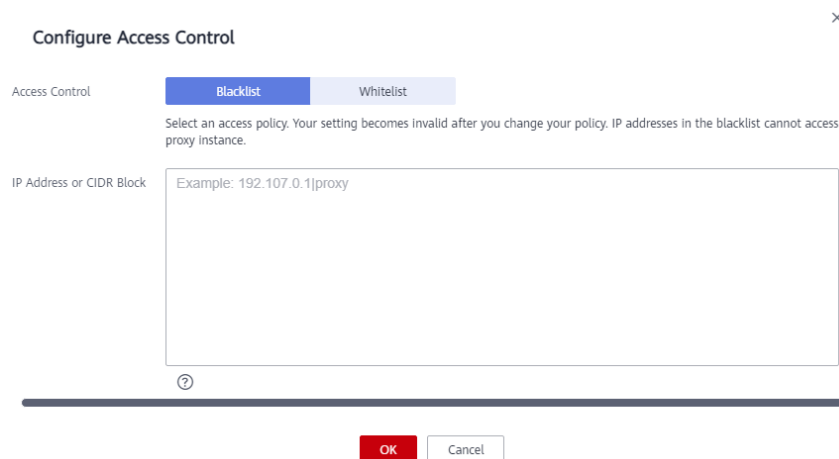 Configure Access Control
Access Control
Blacklist
Whitelist
Select an access policy. Your setting becomes invalid after you change your policy. IP addresses in the blacklist cannot access
proxy instance.
IP Address or CIDR Block
Example: 192.107.0.1|proxy
OK
Cancel